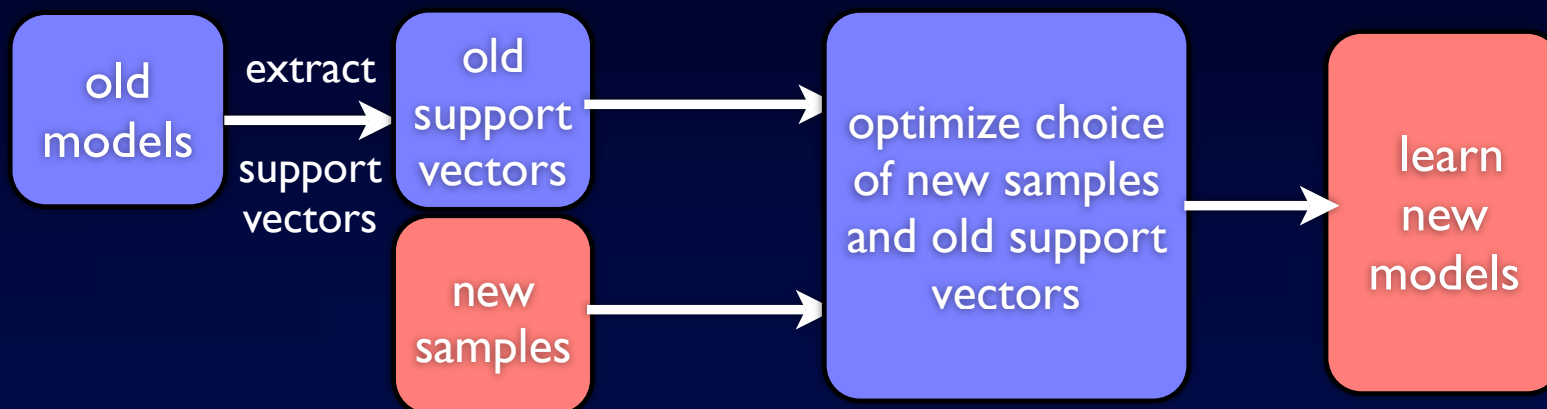 old
models
extract
support
vectors
old
support
vectors
new
samples
optimize choice
of new samples
and old support
vectors
learn
new
models